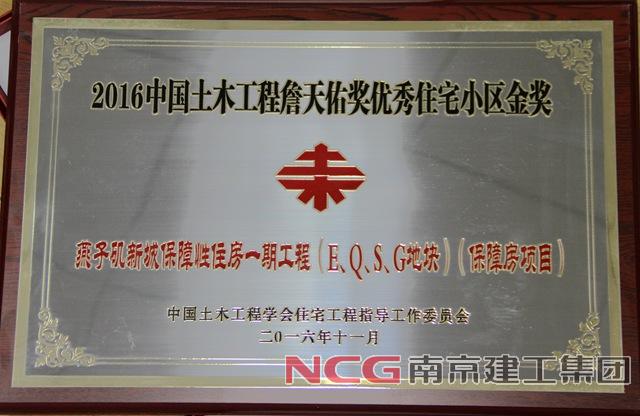 2016中国土木工程詹天佑奖优秀住宅小区金奖
燕子矶新城保障性住房一期工程（E、Q、S、G地块）（保障房项目）
中国土木工程学会住宅工程指导工作委员会
二〇一六年十一月
NCG南京建工集团